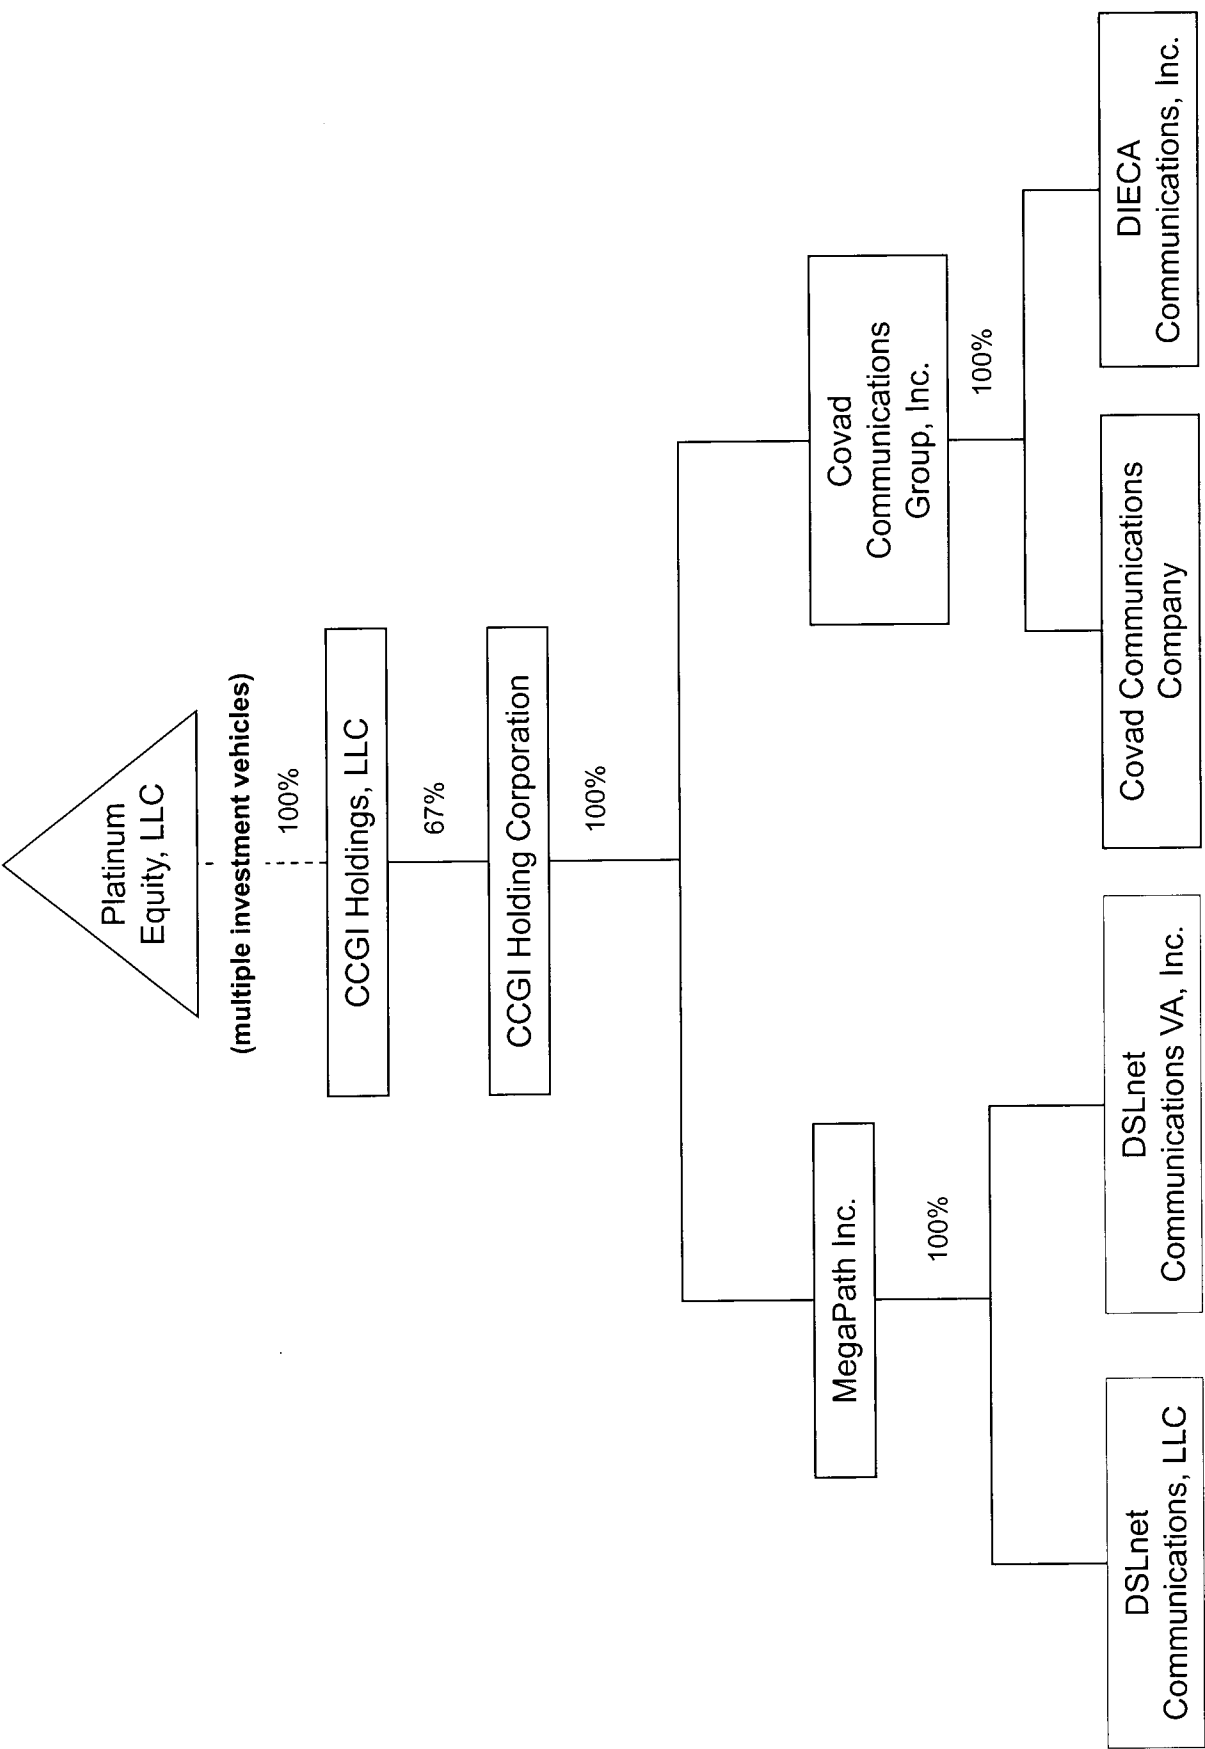 Platinum
Equity, LLC
(multiple investment vehicles)
100%
CCGI Holdings, LLC
67%
CCGI Holding Corporation
100%
MegaPath Inc.
100%
DSLnet
Communications, LLC
DSLnet
Communications VA, Inc.
Covad
Communications
Group, Inc.
100%
Covad Communications
Company
DIECA
Communications, Inc.